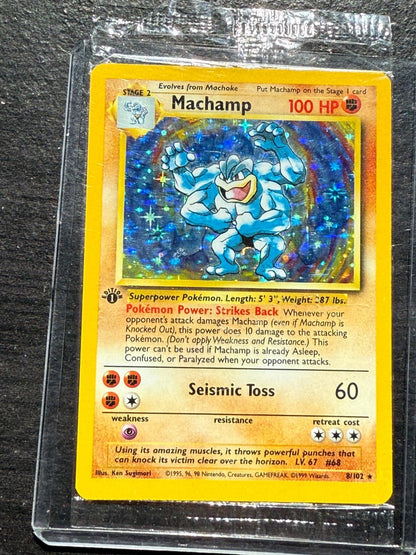 Evolves from Machoke Put Machamp on the Stage 1 card
STAGE 2
Machamp 100 HP
EDITION 1
Superpower Pokémon. Length: 5' 3", Weight: 287 lbs.
Pokémon Power: Strikes Back Whenever your
opponent's attack damages Machamp (even if Machamp is
Knocked Out), this power does 10 damage to the attacking
Pokémon. (Don't apply Weakness and Resistance.) This
power can't be used if Machamp is already Asleep,
Confused, or Paralyzed when your opponent attacks.
Seismic Toss 60
weakness resistance retreat cost
Using its amazing muscles, it throws powerful punches that
can knock its victim clear over the horizon. LV. 67 #68
Illus. Ken Sugimori ©1995, 96, 98 Nintendo, Creatures, GAMEFREAK. ©1999 Wizards. 8/102 ★